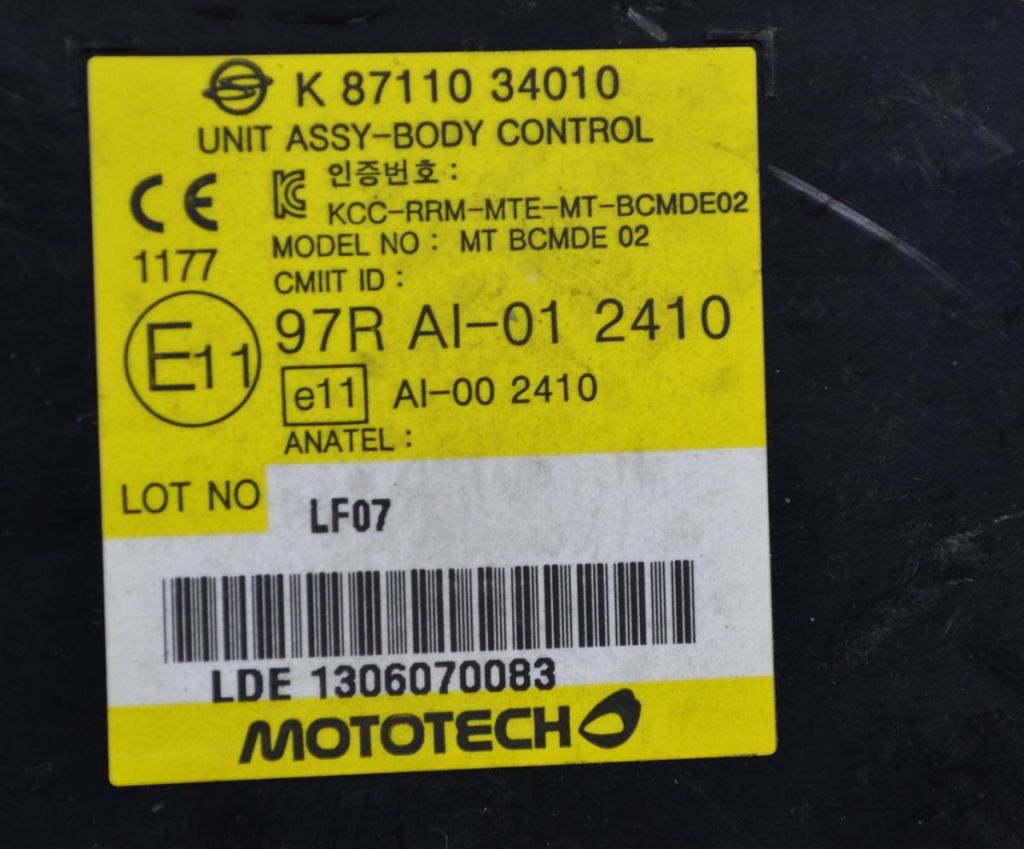 K 87110 34010
UNIT ASSY-BODY CONTROL
인증번호 :
KCC-RRM-MTE-MT-BCMDE02
CE
1177
MODEL NO : MT BCMDE 02
CMIIT ID :
E11
97R AI-01 2410
e11 AI-00 2410
ANATEL :
LOT NO LF07
LDE 1306070083
MOTOTECH